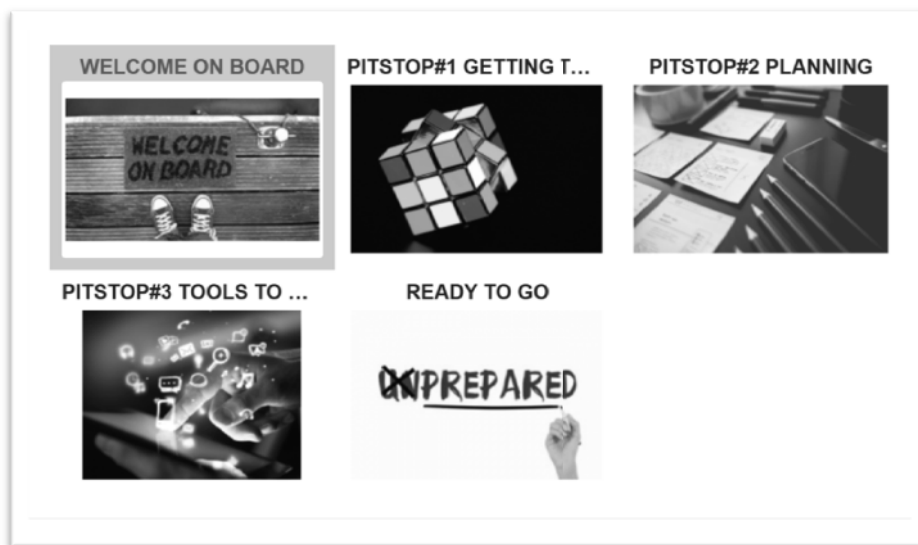 WELCOME ON BOARD
PITSTOP#1 GETTING T...
PITSTOP#2 PLANNING
WELCOME
ON BOARD
PITSTOP#3 TOOLS TO ...
READY TO GO
UNPREPARED